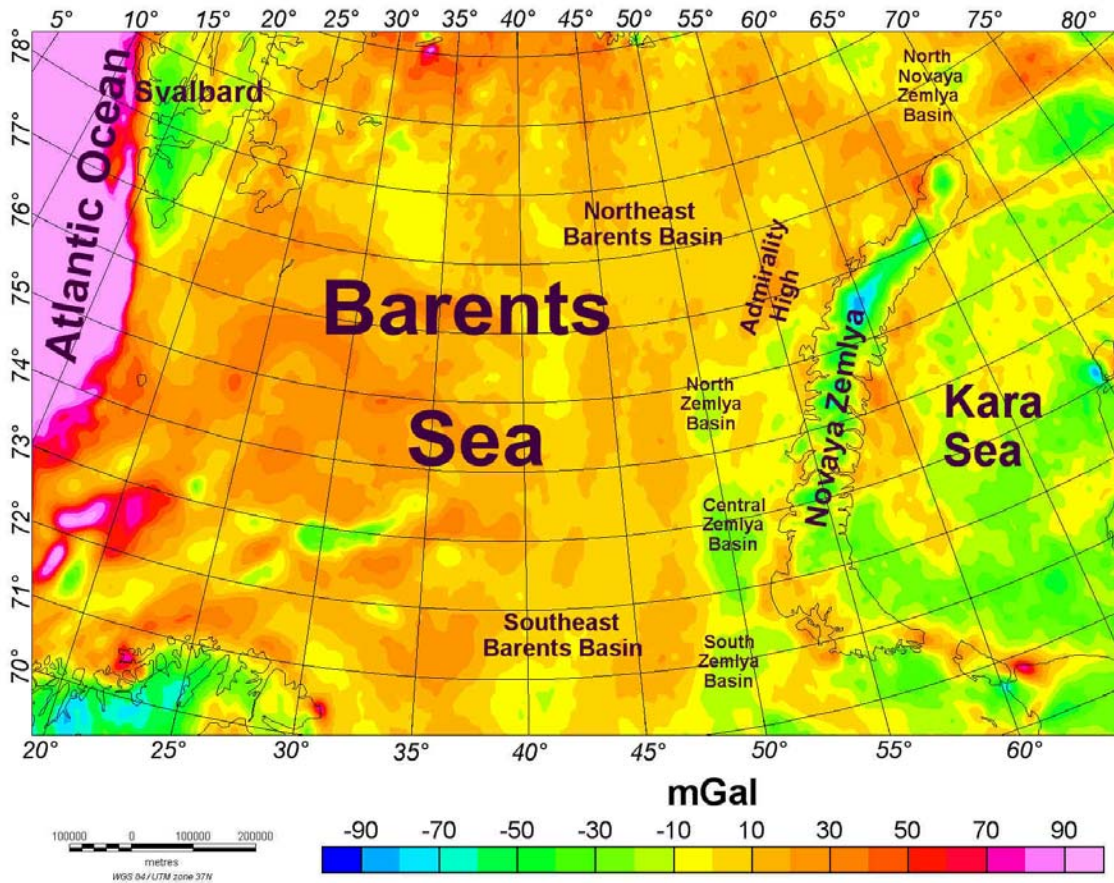 5° 10° 15° 20° 25° 30° 35° 40° 45° 50° 55° 60° 65° 70° 80°
78°
77°
76°
75°
74°
73°
72°
71°
70°
Atlantic Ocean
Svalbard
North
Novaya
Zemlya
Basin
Northeast
Barents Basin
Admirality
High
Barents
Sea
North
Zemlya
Basin
Novaya Zemlya
Kara
Sea
Central
Zemlya
Basin
Southeast
Barents Basin
South
Zemlya
Basin
20° 25° 30° 35° 40° 45° 50° 55° 60°
mGal
100000 0 100000 200000
metres
WGS 84 / UTM zone 37N
-90 -70 -50 -30 -10 10 30 50 70 90